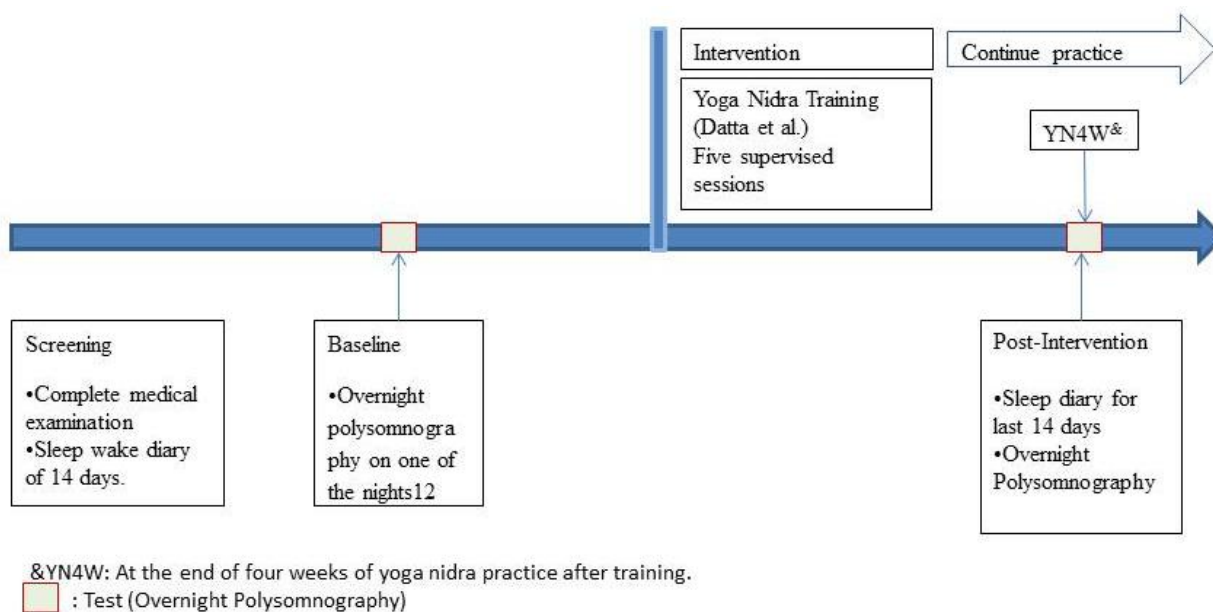 Intervention
Continue practice
Yoga Nidra Training
(Datta et al.)
Five supervised
sessions
YN4W&
Screening
•Complete medical
examination
•Sleep wake diary
of 14 days.
Baseline
•Overnight
polysomnogra
phy on one of
the nights12
Post-Intervention
•Sleep diary for
last 14 days
•Overnight
Polysomnography
&YN4W: At the end of four weeks of yoga nidra practice after training.
: Test (Overnight Polysomnography)